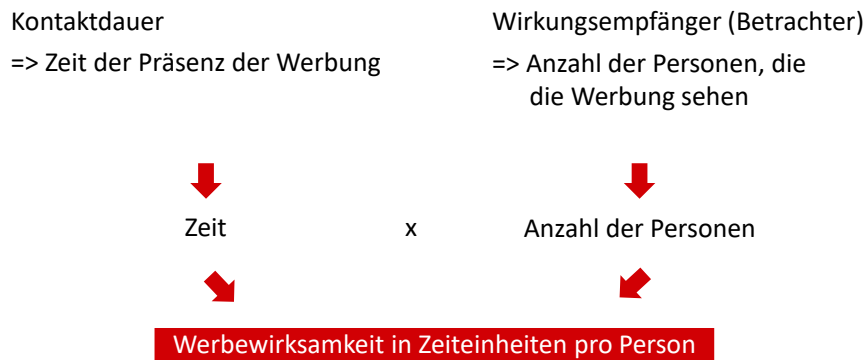 Kontaktdauer
=> Zeit der Präsenz der Werbung
Wirkungsempfänger (Betrachter)
=> Anzahl der Personen, die
die Werbung sehen
Zeit x Anzahl der Personen
Werbewirksamkeit in Zeiteinheiten pro Person